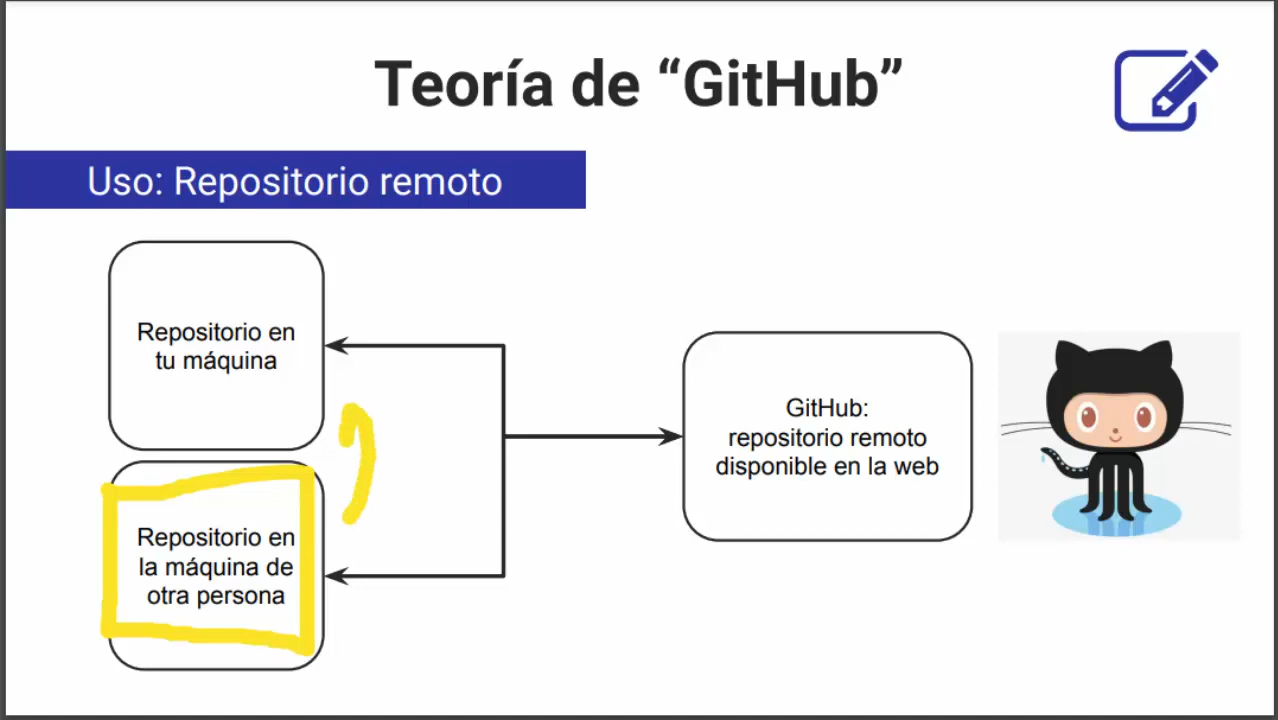 Teoría de “GitHub”
Uso: Repositorio remoto
Repositorio en
tu máquina
GitHub:
repositorio remoto
disponible en la web
Repositorio en
la máquina de
otra persona